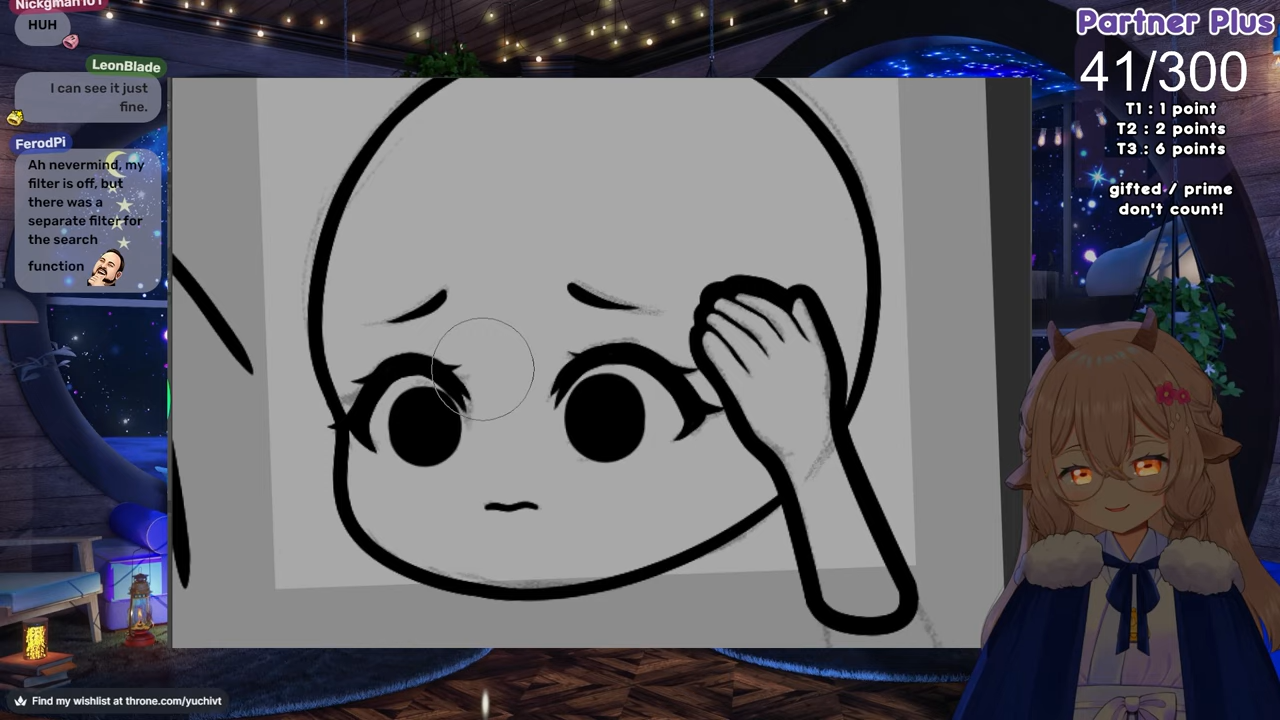 Nickgman101
HUH
LeonBlade
I can see it just
fine.
FerodPi
Ah nevermind, my
filter is off, but
there was a
separate filter for
the search
function
Partner Plus
41/300
T1 : 1 point
T2 : 2 points
T3 : 6 points
gifted / prime
don't count!
Find my wishlist at throne.com/yuchivt